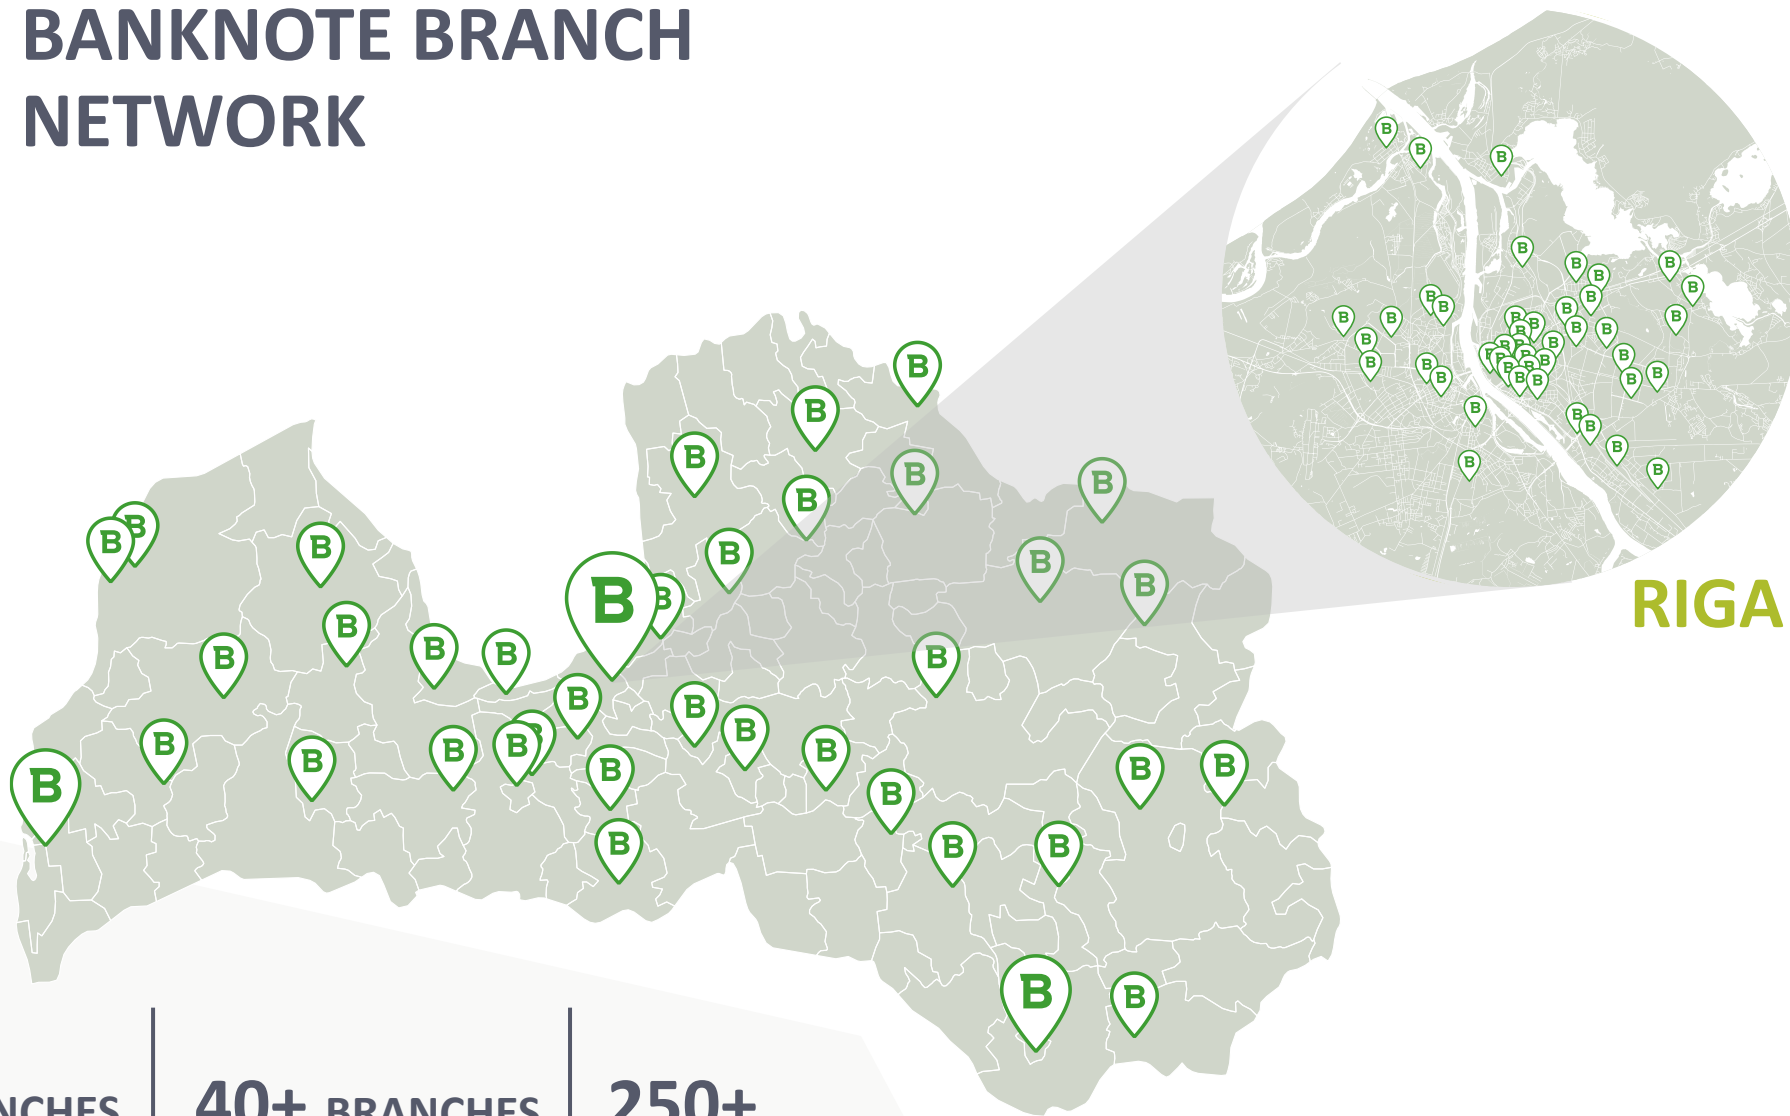 BANKNOTE BRANCH
NETWORK
RIGA
40+ BRANCHES
250+